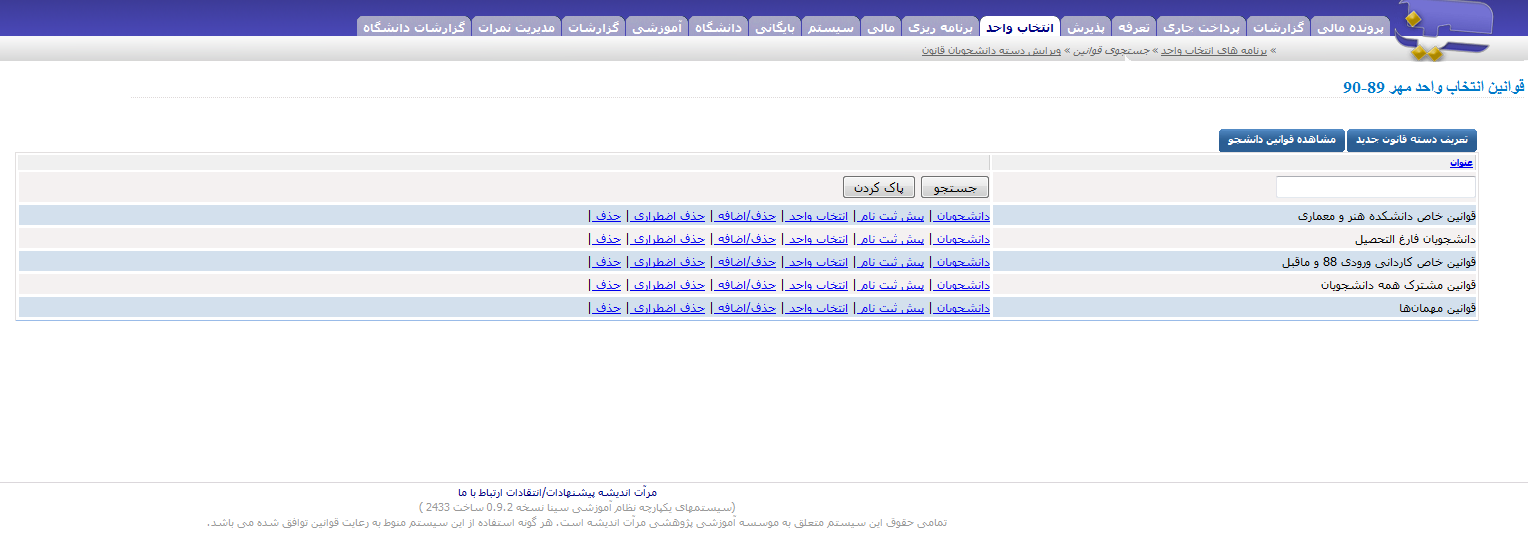 پرونده مالی گزارشات پرداخت جاری تعرفه پذیرش انتخاب واحد برنامه ریزی مالی سیستم بایگانی دانشگاه آموزشی گزارشات مدیریت نمرات گزارشات دانشگاه
» برنامه های انتخاب واحد » جستجوی قوانین » ویرایش دسته دانشجویان قانون
قوانین انتخاب واحد مهر 89-90
تعریف دسته قانون جدید مشاهده قوانین دانشجو
عنوان
جستجو پاک کردن
قوانین خاص دانشکده هنر و معماری دانشجویان | پیش ثبت نام | انتخاب واحد | حذف/اضافه | حذف اضطراری | حذف |
دانشجویان فارغ التحصیل دانشجویان | پیش ثبت نام | انتخاب واحد | حذف/اضافه | حذف اضطراری | حذف |
قوانین خاص کاردانی ورودی 88 و ماقبل دانشجویان | پیش ثبت نام | انتخاب واحد | حذف/اضافه | حذف اضطراری | حذف |
قوانین مشترک همه دانشجویان دانشجویان | پیش ثبت نام | انتخاب واحد | حذف/اضافه | حذف اضطراری | حذف |
قوانین مهمان‌ها دانشجویان | پیش ثبت نام | انتخاب واحد | حذف/اضافه | حذف اضطراری | حذف |
مرآت اندیشه پیشنهادات/انتقادات ارتباط با ما
(سیستمهای یکپارچه نظام آموزشی سینا نسخه 0.9.2 ساخت 2433 )
تمامی حقوق این سیستم متعلق به موسسه آموزشی پژوهشی مرآت اندیشه است. هر گونه استفاده از این سیستم منوط به رعایت قوانین توافق شده می باشد.